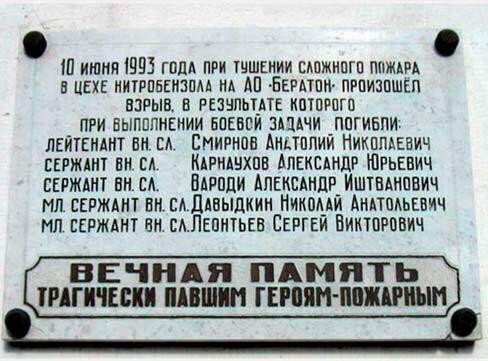 10 ИЮНЯ 1993 ГОДА ПРИ ТУШЕНИИ СЛОЖНОГО ПОЖАРА
В ЦЕХЕ НИТРОБЕНЗОЛА НА АО «БЕРАТОН» ПРОИЗОШЁЛ
ВЗРЫВ, В РЕЗУЛЬТАТЕ КОТОРОГО
ПРИ ВЫПОЛНЕНИИ БОЕВОЙ ЗАДАЧИ ПОГИБЛИ:
ЛЕЙТЕНАНТ ВН. СЛ. СМИРНОВ АНАТОЛИЙ НИКОЛАЕВИЧ
СЕРЖАНТ ВН. СЛ. КАРНАУХОВ АЛЕКСАНДР ЮРЬЕВИЧ
СЕРЖАНТ ВН. СЛ. ВАРОДИ АЛЕКСАНДР ИШТВАНОВИЧ
МЛ. СЕРЖАНТ ВН. СЛ. ДАВЫДКИН НИКОЛАЙ АНАТОЛЬЕВИЧ
МЛ. СЕРЖАНТ ВН. СЛ. ЛЕОНТЬЕВ СЕРГЕЙ ВИКТОРОВИЧ
ВЕЧНАЯ ПАМЯТЬ
ТРАГИЧЕСКИ ПАВШИМ ГЕРОЯМ-ПОЖАРНЫМ